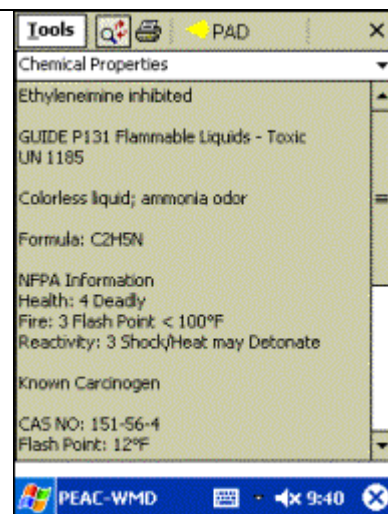 Tools PAD
Chemical Properties
Ethyleneimine inhibited
GUIDE P131 Flammable Liquids - Toxic
UN 1185
Colorless liquid; ammonia odor
Formula: C2H5N
NFPA Information
Health: 4 Deadly
Fire: 3 Flash Point < 100°F
Reactivity: 3 Shock/Heat may Detonate
Known Carcinogen
CAS NO: 151-56-4
Flash Point: 12°F
PEAC-WMD 9:40